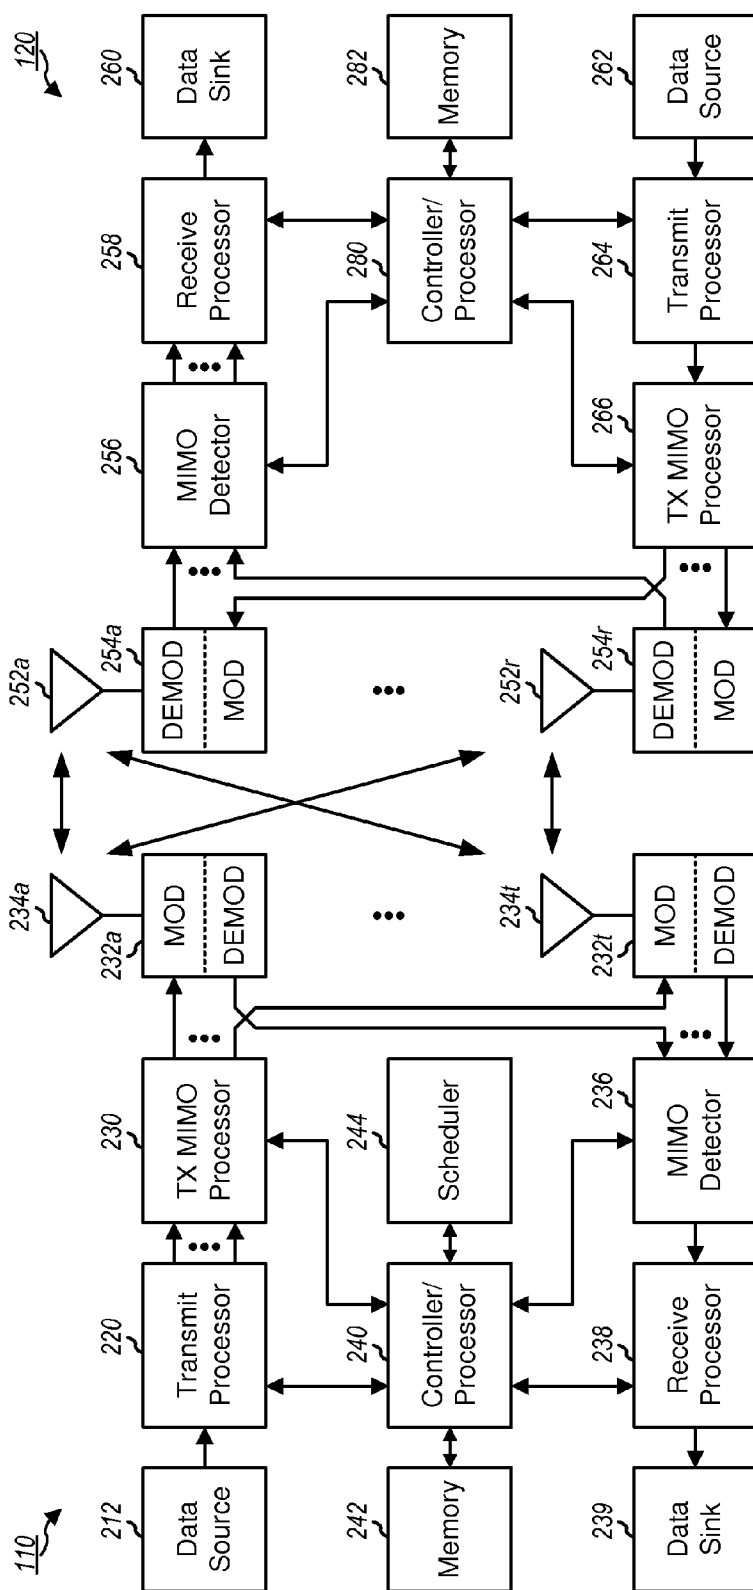 110
120
212
Data
Source
220
Transmit
Processor
230
TX MIMO
Processor
232a
MOD
DEMOD
234a
252a
254a
DEMOD
MOD
256
MIMO
Detector
258
Receive
Processor
260
Data
Sink
242
Memory
240
Controller/
Processor
244
Scheduler
280
Controller/
Processor
282
Memory
239
Data
Sink
238
Receive
Processor
236
MIMO
Detector
232t
MOD
DEMOD
234t
252r
254r
DEMOD
MOD
266
TX MIMO
Processor
264
Transmit
Processor
262
Data
Source